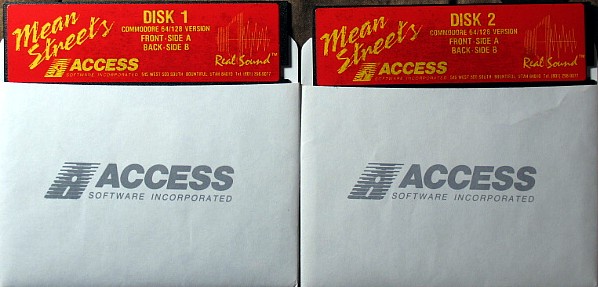 Mean Streets
DISK 1
COMMODORE 64/128 VERSION
FRONT-SIDE A
BACK-SIDE B
Real Sound™
ACCESS
SOFTWARE INCORPORATED
ACCESS
SOFTWARE INCORPORATED
Mean Streets
DISK 2
COMMODORE 64/128 VERSION
FRONT-SIDE A
BACK-SIDE B
Real Sound™
ACCESS
SOFTWARE INCORPORATED
ACCESS
SOFTWARE INCORPORATED